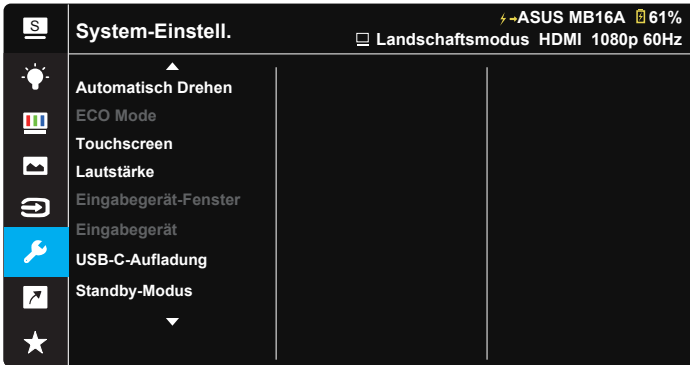 S
System-Einstell.
ASUS MB16A 61%
Landschaftsmodus HDMI 1080p 60Hz
Automatisch Drehen
ECO Mode
Touchscreen
Lautstärke
Eingabegerät-Fenster
Eingabegerät
USB-C-Aufladung
Standby-Modus